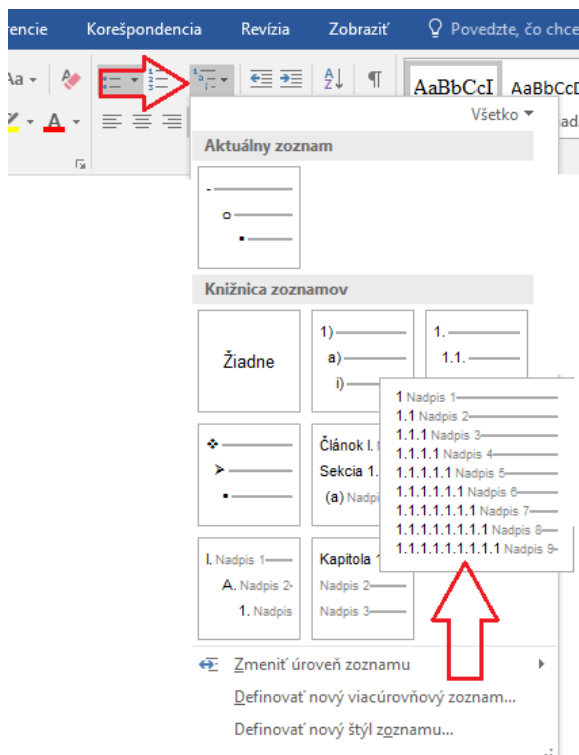 rencie Korešpondencia Revízia Zobraziť Povedzte, čo chce
Aa AaBbCcI AaBbCcD
A
Všetko
ad
Aktuálny zoznam
Knižnica zoznamov
Žiadne
1)
a)
i)
1.
1.1.
Článok I.
Sekcia 1.
(a) Nadpi
1 Nadpis 1
1.1 Nadpis 2
1.1.1 Nadpis 3
1.1.1.1 Nadpis 4
1.1.1.1.1 Nadpis 5
1.1.1.1.1.1 Nadpis 6
1.1.1.1.1.1.1 Nadpis 7
1.1.1.1.1.1.1.1 Nadpis 8
1.1.1.1.1.1.1.1.1 Nadpis 9
I. Nadpis 1
A. Nadpis 2
1. Nadpis
Kapitola
Nadpis 2
Nadpis 3
Zmeniť úroveň zoznamu
Definovať nový viacúrovňový zoznam...
Definovať nový štýl zoznamu...